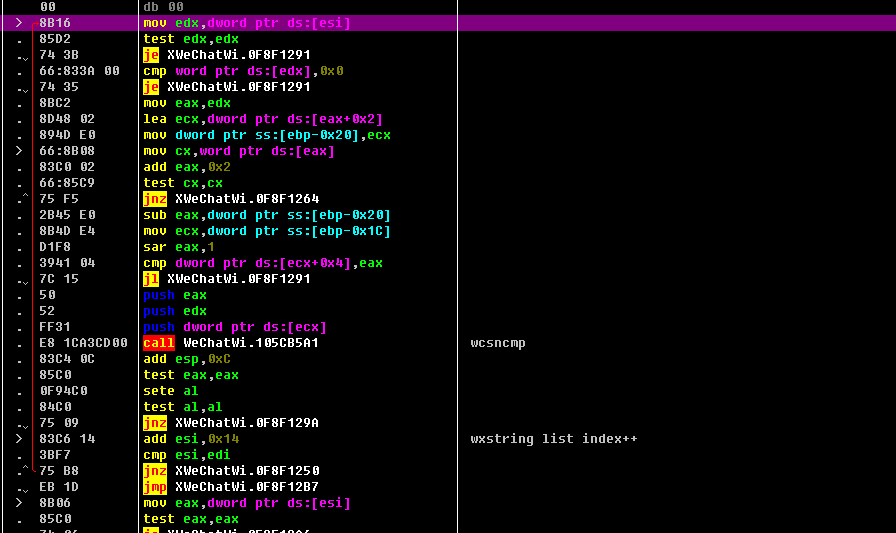 00 db 00
> 8B16 mov edx,dword ptr ds:[esi]
. 85D2 test edx,edx
.⌄ 74 3B je XWeChatWi.0F8F1291
. 66:833A 00 cmp word ptr ds:[edx],0x0
.⌄ 74 35 je XWeChatWi.0F8F1291
. 8BC2 mov eax,edx
. 8D48 02 lea ecx,dword ptr ds:[eax+0x2]
. 894D E0 mov dword ptr ss:[ebp-0x20],ecx
> 66:8B08 mov cx,word ptr ds:[eax]
. 83C0 02 add eax,0x2
. 66:85C9 test cx,cx
.^ 75 F5 jnz XWeChatWi.0F8F1264
. 2B45 E0 sub eax,dword ptr ss:[ebp-0x20]
. 8B4D E4 mov ecx,dword ptr ss:[ebp-0x1C]
. D1F8 sar eax,1
. 3941 04 cmp dword ptr ds:[ecx+0x4],eax
.⌄ 7C 15 jl XWeChatWi.0F8F1291
. 50 push eax
. 52 push edx
. FF31 push dword ptr ds:[ecx]
. E8 1CA3CD00 call WeChatWi.105CB5A1 wcsncmp
. 83C4 0C add esp,0xC
. 85C0 test eax,eax
. 0F94C0 sete al
. 84C0 test al,al
.⌄ 75 09 jnz XWeChatWi.0F8F129A
> 83C6 14 add esi,0x14 wxstring list index++
. 3BF7 cmp esi,edi
.^ 75 B8 jnz XWeChatWi.0F8F1250
.⌄ EB 1D jmp XWeChatWi.0F8F12B7
> 8B06 mov eax,dword ptr ds:[esi]
. 85C0 test eax,eax